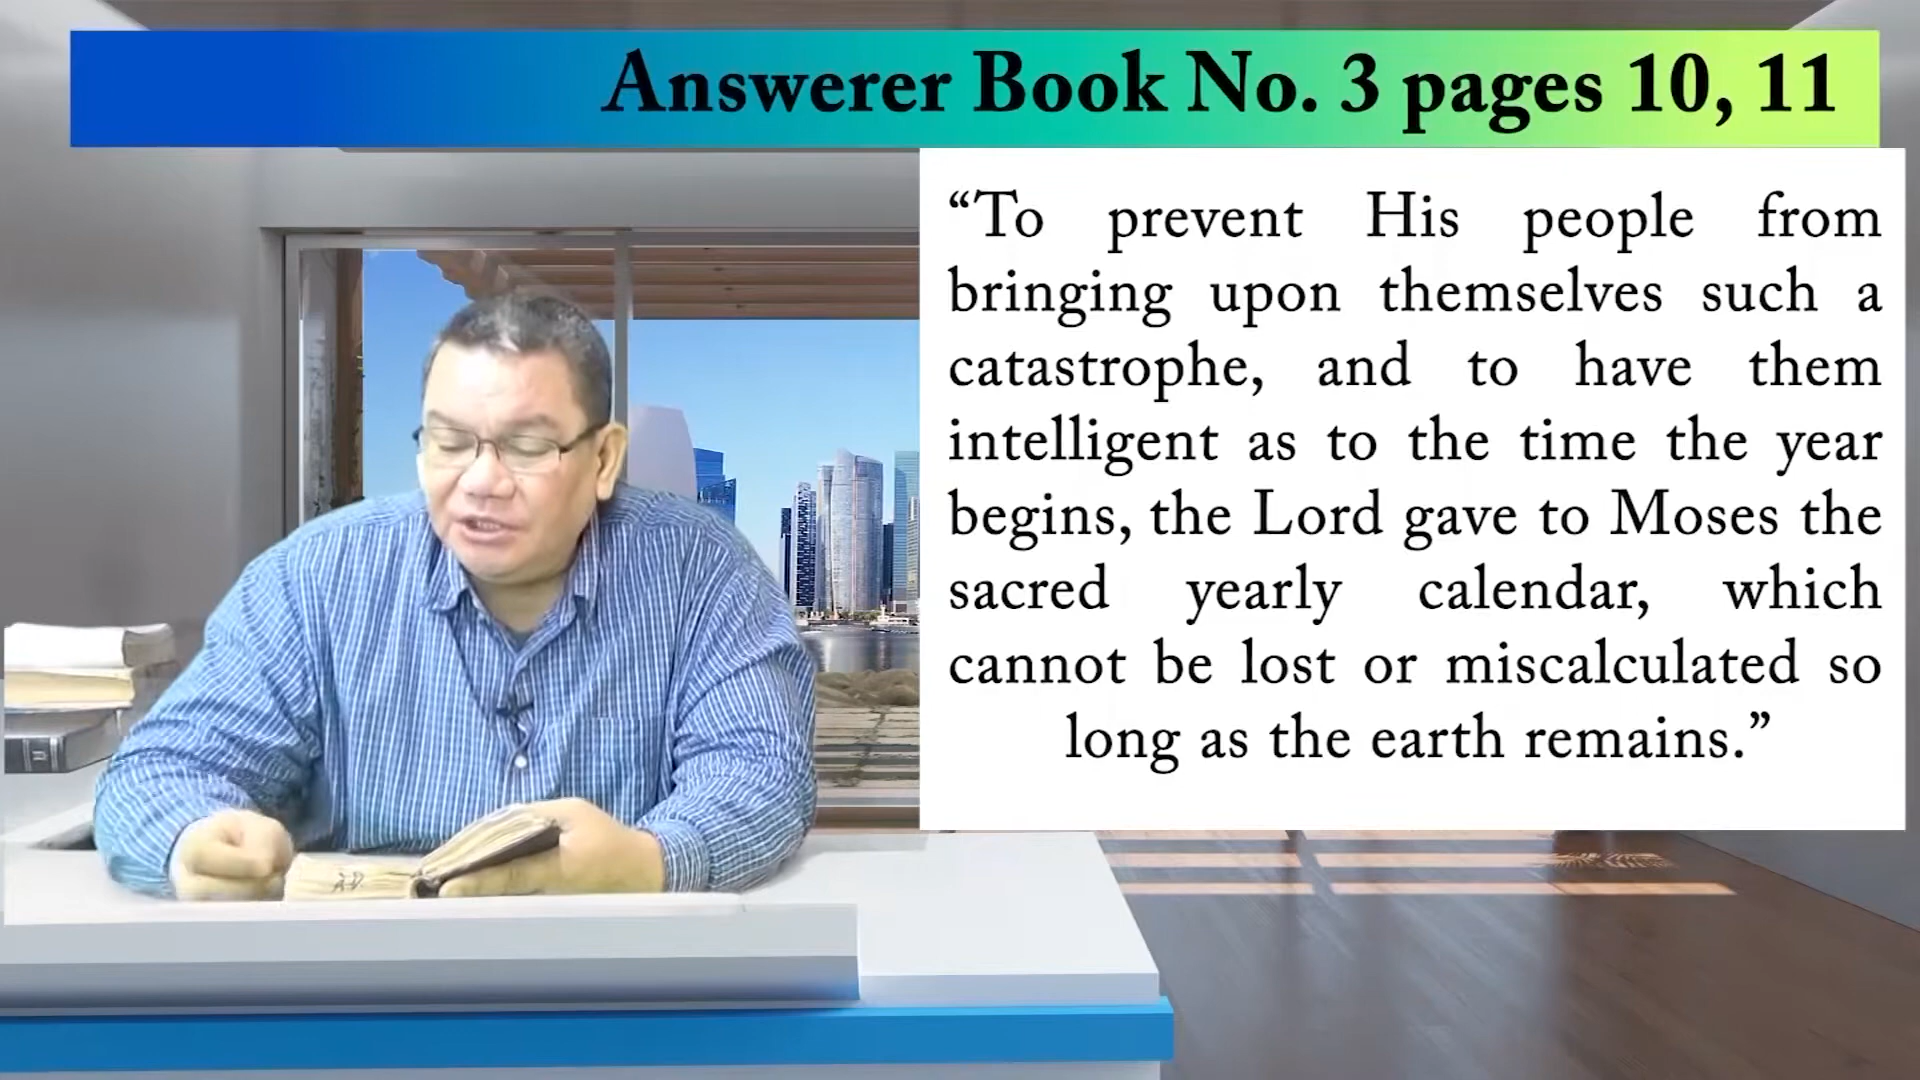 Answerer Book No. 3 pages 10, 11
“To prevent His people from
bringing upon themselves such a
catastrophe, and to have them
intelligent as to the time the year
begins, the Lord gave to Moses the
sacred yearly calendar, which
cannot be lost or miscalculated so
long as the earth remains.”